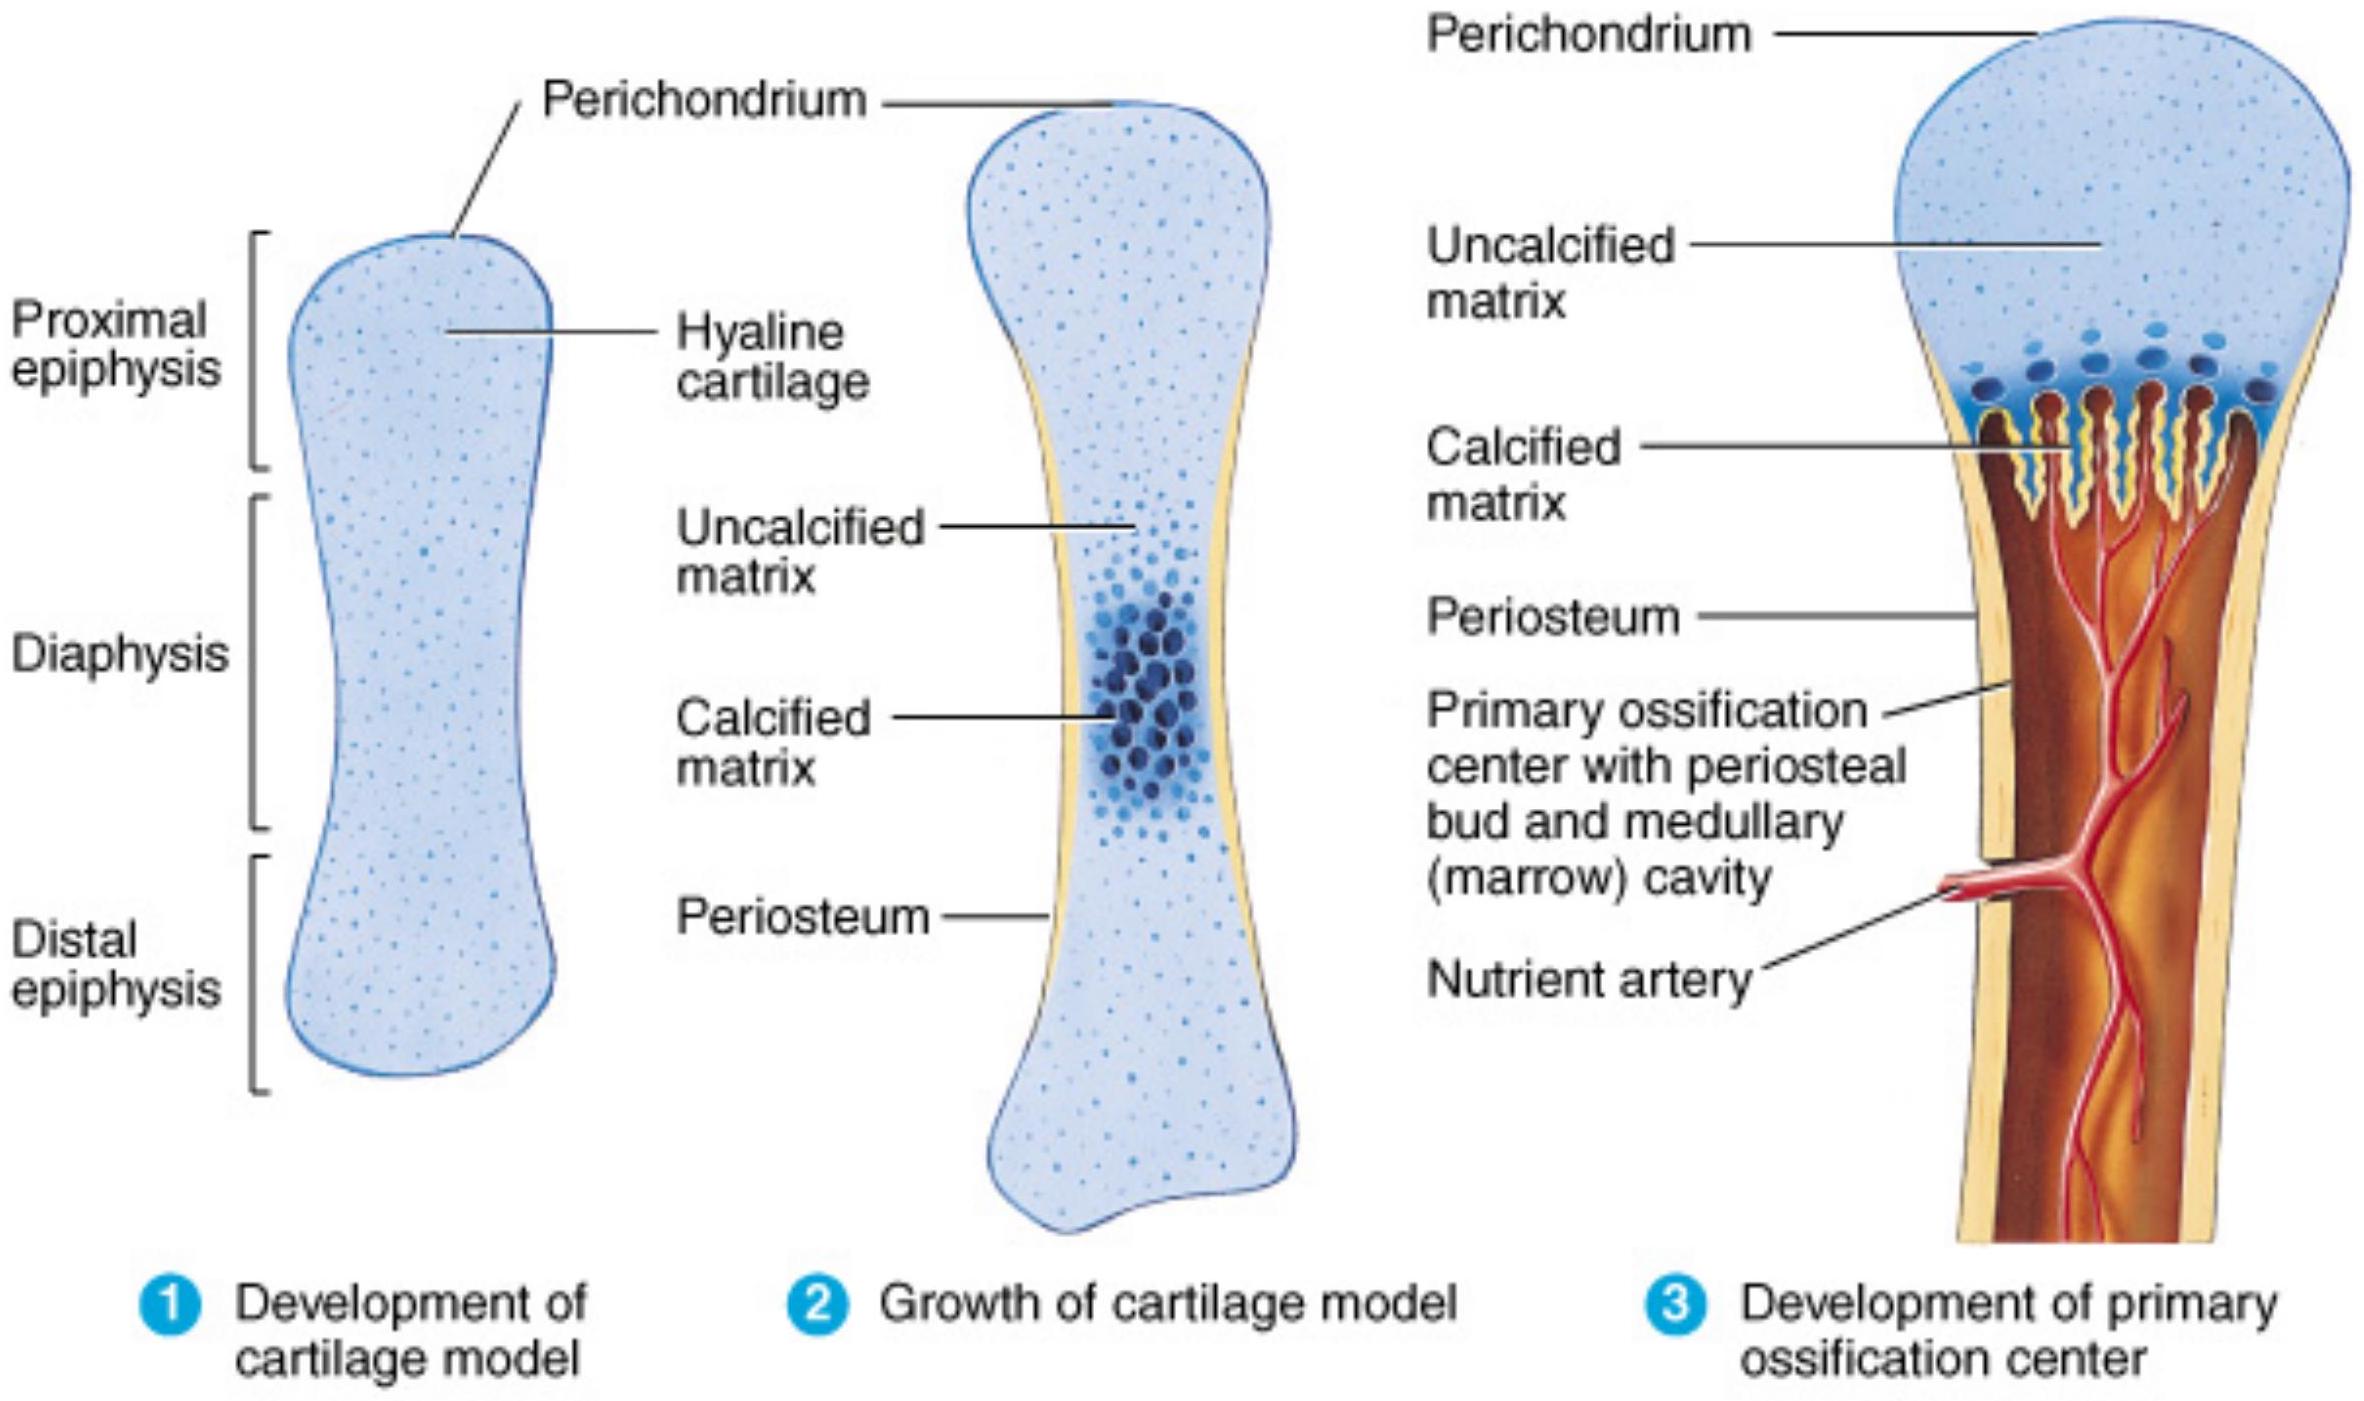 Perichondrium
Proximal
epiphysis
Hyaline
cartilage
Diaphysis
Uncalcified
matrix
Calcified
matrix
Distal
epiphysis
Periosteum
1 Development of
cartilage model
2 Growth of cartilage model
Perichondrium
Uncalcified
matrix
Calcified
matrix
Periosteum
Primary ossification
center with periosteal
bud and medullary
(marrow) cavity
Nutrient artery
3 Development of primary
ossification center